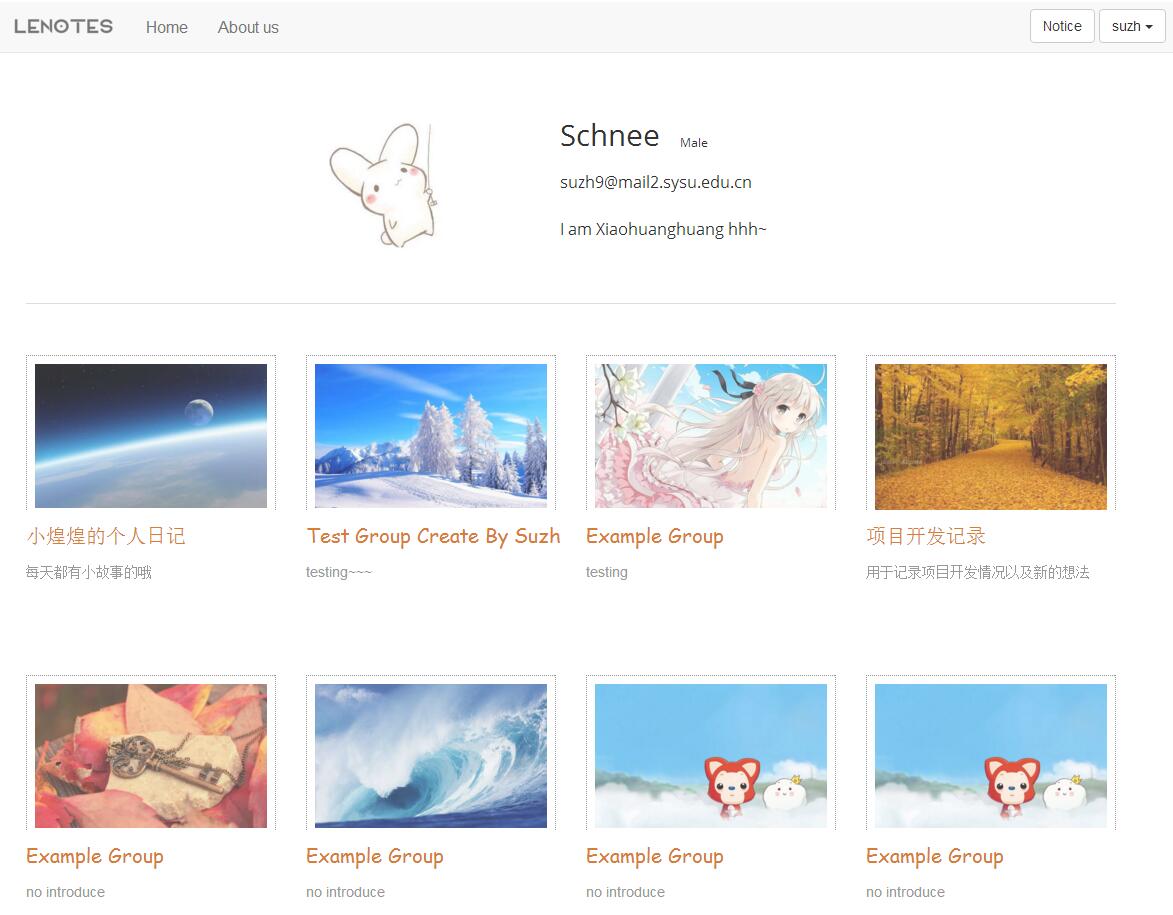 LENOTES Home About us Notice suzh
Schnee Male
suzh9@mail2.sysu.edu.cn
I am Xiaohuanghuang hhh~
小煌煌的个人日记 Test Group Create By Suzh Example Group 项目开发记录
每天都有小故事的哦 testing~~~ testing 用于记录项目开发情况以及新的想法
Example Group Example Group Example Group Example Group
no introduce no introduce no introduce no introduce